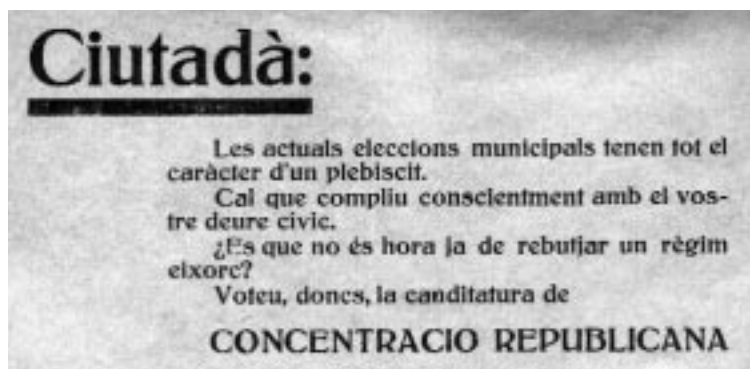 Ciutadà:
Les actuals eleccions municipals tenen tot el
caràcter d'un plebiscit.
Cal que compliu conscientment amb el vos-
tre deure civic.
¿Es que no és hora ja de rebutjar un règim
eixorc?
Voteu, doncs, la canditatura de
CONCENTRACIO REPUBLICANA